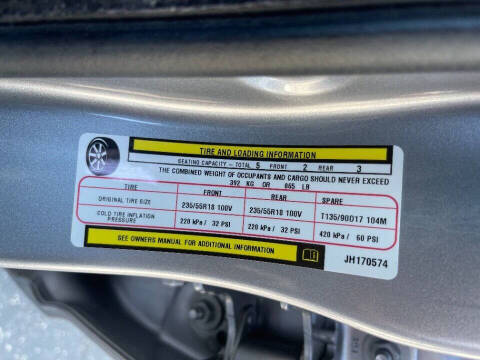 TIRE AND LOADING INFORMATION
SEATING CAPACITY - TOTAL 5 FRONT 2 REAR 3
THE COMBINED WEIGHT OF OCCUPANTS AND CARGO SHOULD NEVER EXCEED
392 KG OR 865 LB
TIRE FRONT REAR SPARE
ORIGINAL TIRE SIZE 235/55R18 100V 235/55R18 100V T135/90D17 104M
COLD TIRE INFLATION PRESSURE 220 kPa / 32 PSI 220 kPa / 32 PSI 420 kPa / 60 PSI
SEE OWNERS MANUAL FOR ADDITIONAL INFORMATION
JH170574